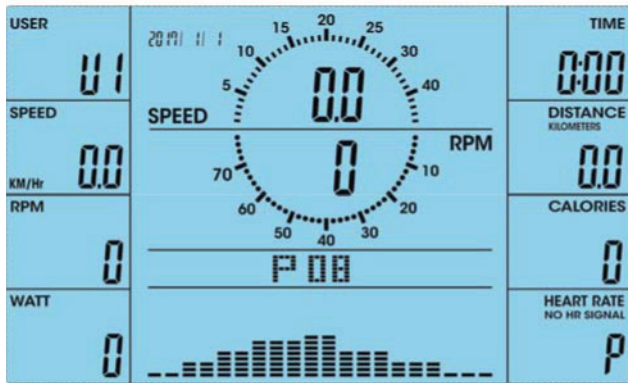 USER
U1
SPEED
KM/Hr 0.0
RPM
0
WATT
0
2017/ 1/ 1
5 10 15 20 25 30 40
0.0
SPEED
RPM
0
10 20 30 40 50 60 70
P 08
TIME
0:00
DISTANCE
KILOMETERS
0.0
CALORIES
0
HEART RATE
NO HR SIGNAL
P